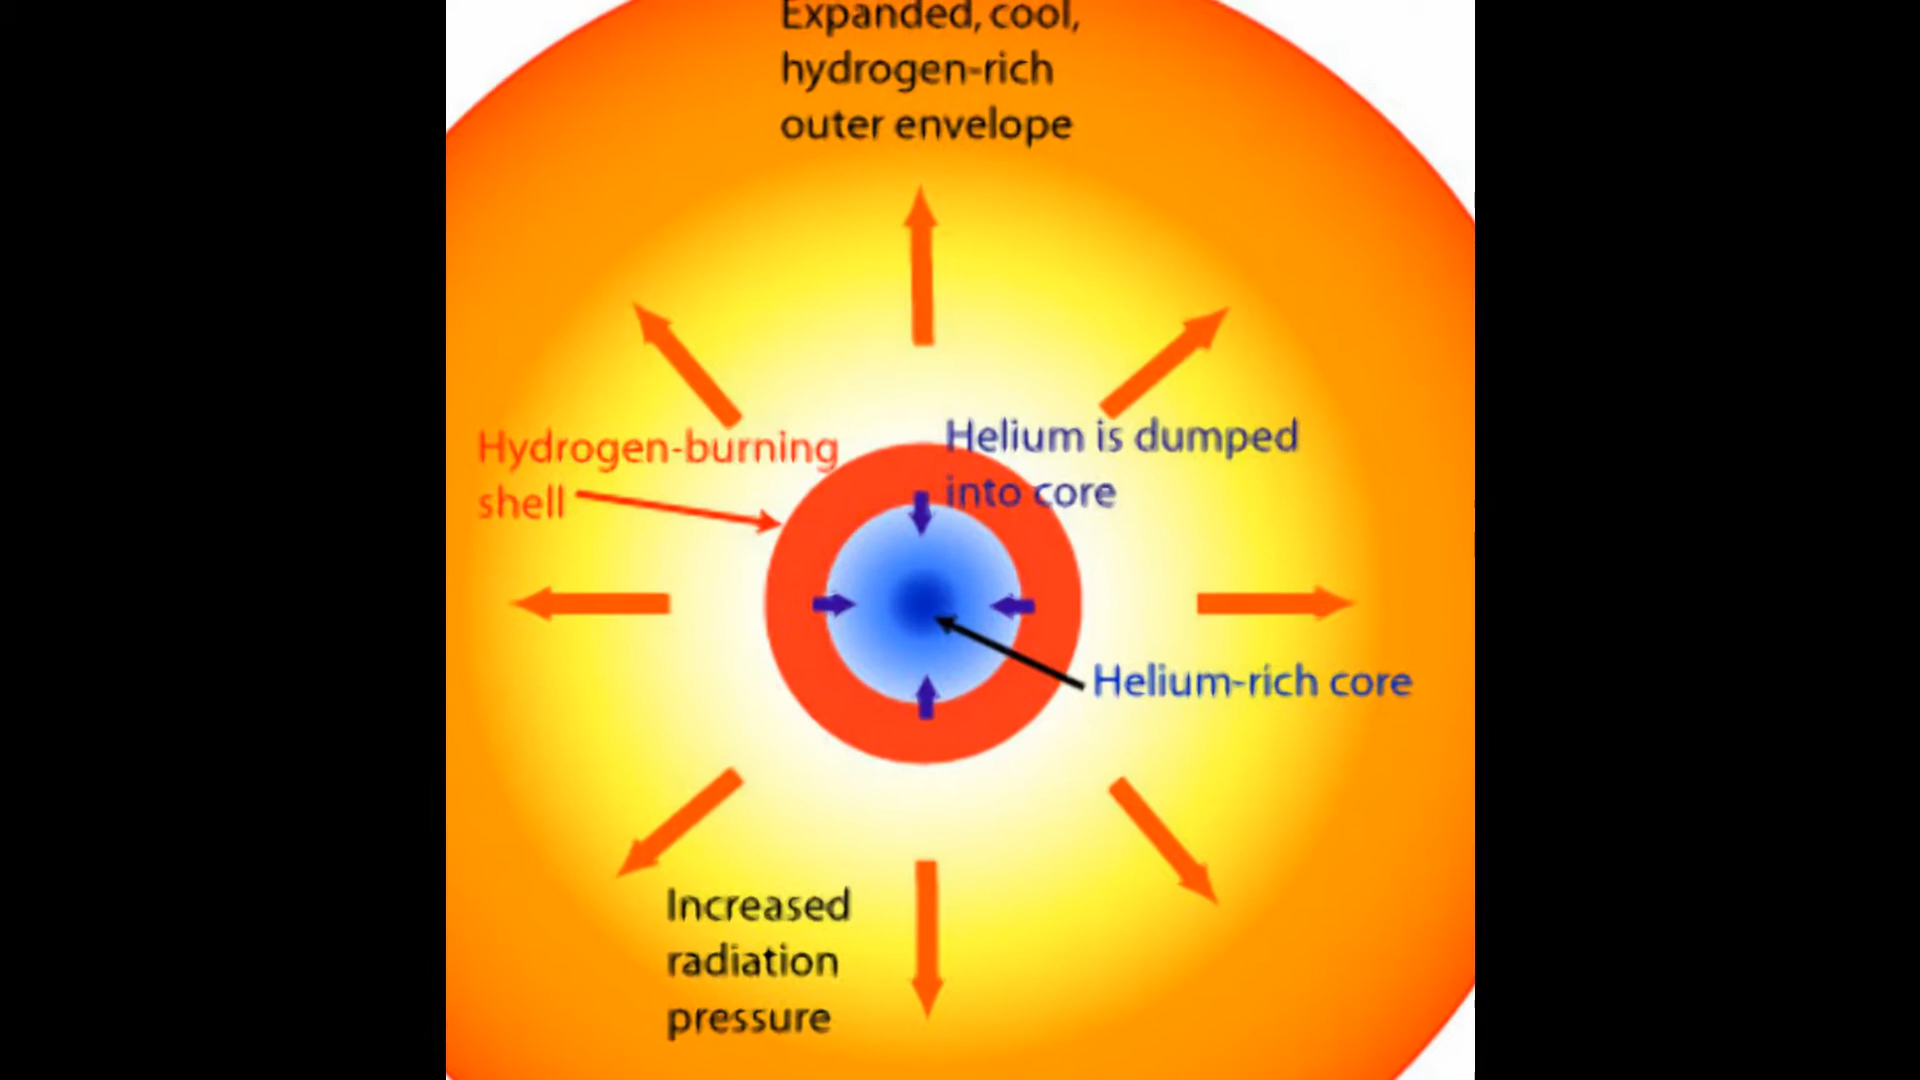 Expanded, cool,
hydrogen-rich
outer envelope
Hydrogen-burning
shell
Helium is dumped
into core
Helium-rich core
Increased
radiation
pressure